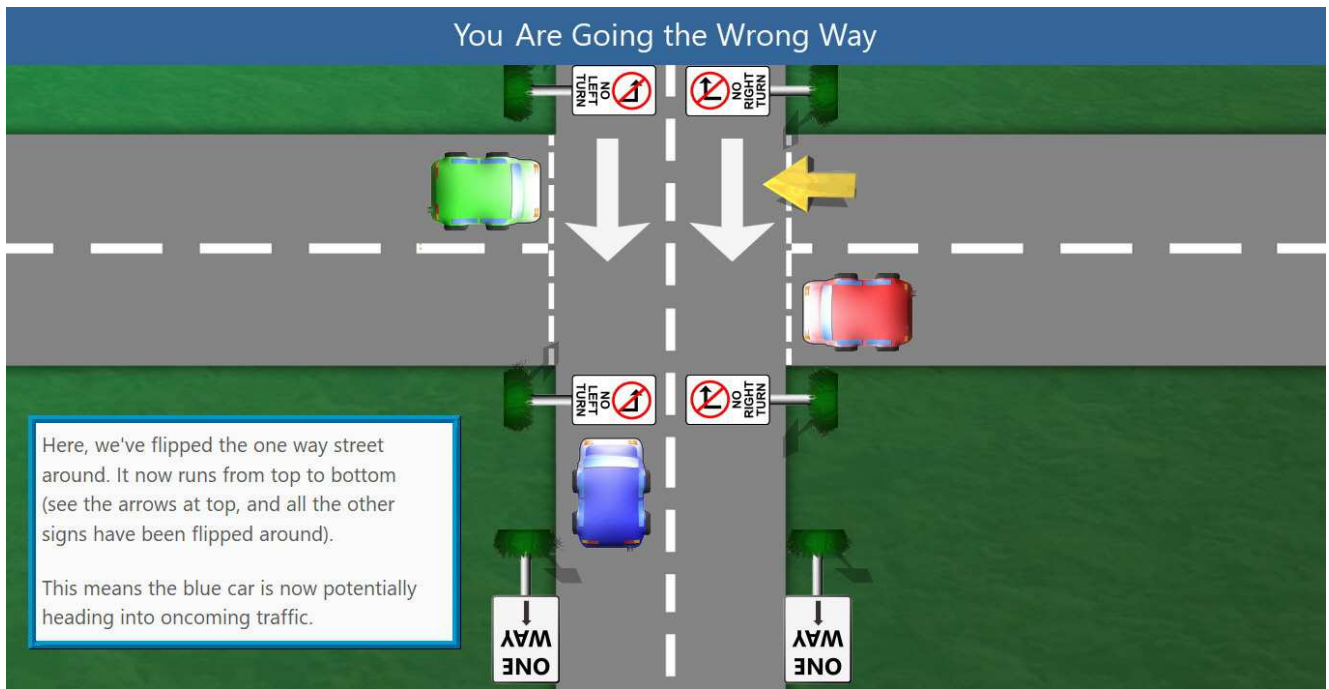 You Are Going the Wrong Way
NO
LEFT
TURN
NO
RIGHT
TURN
NO
LEFT
TURN
NO
RIGHT
TURN
Here, we've flipped the one way street
around. It now runs from top to bottom
(see the arrows at top, and all the other
signs have been flipped around).
This means the blue car is now potentially
heading into oncoming traffic.
ONE
WAY
ONE
WAY